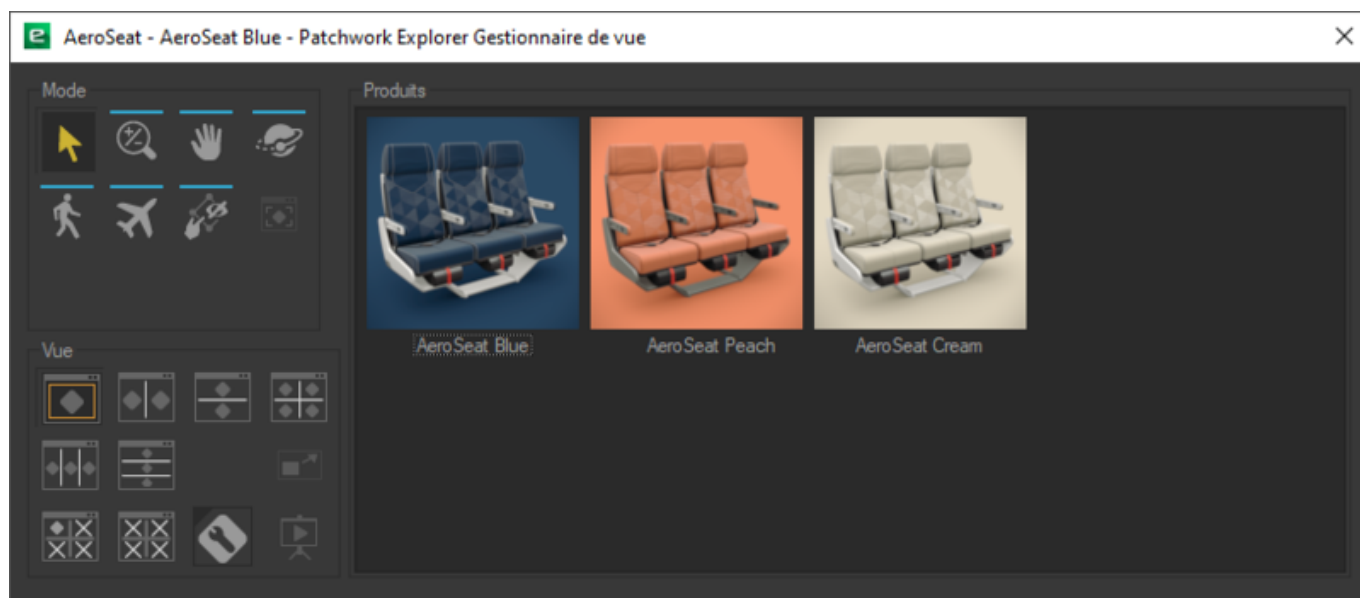 AeroSeat - AeroSeat Blue - Patchwork Explorer Gestionnaire de vue
Mode
Produits
AeroSeat Blue
AeroSeat Peach
AeroSeat Cream
Vue